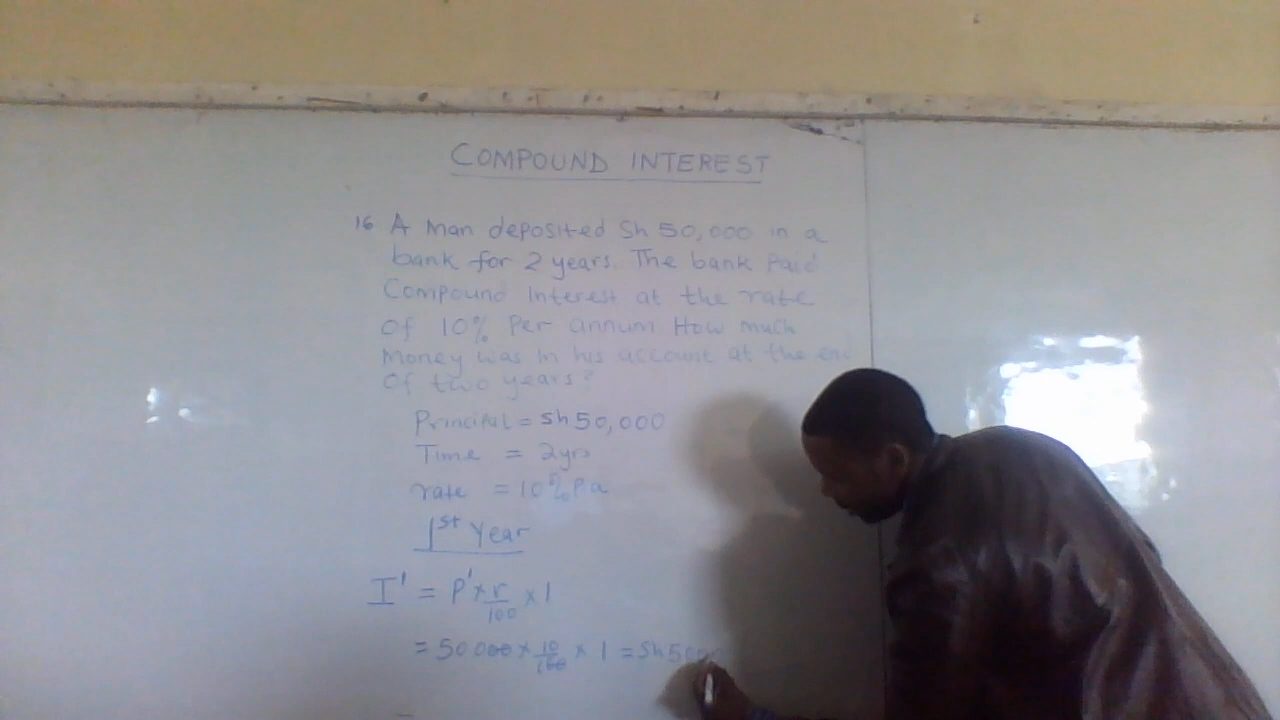 COMPOUND INTEREST
16 A Man deposited Sh 50,000 in a
bank for 2 years. The bank Paid
Compound Interest at the rate
Of 10% Per annum How much
Money was in his account at the end
Of two years?
Principal = Sh 50,000
Time = 2yrs
rate = 10% Pa
1st Year
I' = P' × r/100 × 1
= 50 000 × 10/100 × 1 = Sh 5000